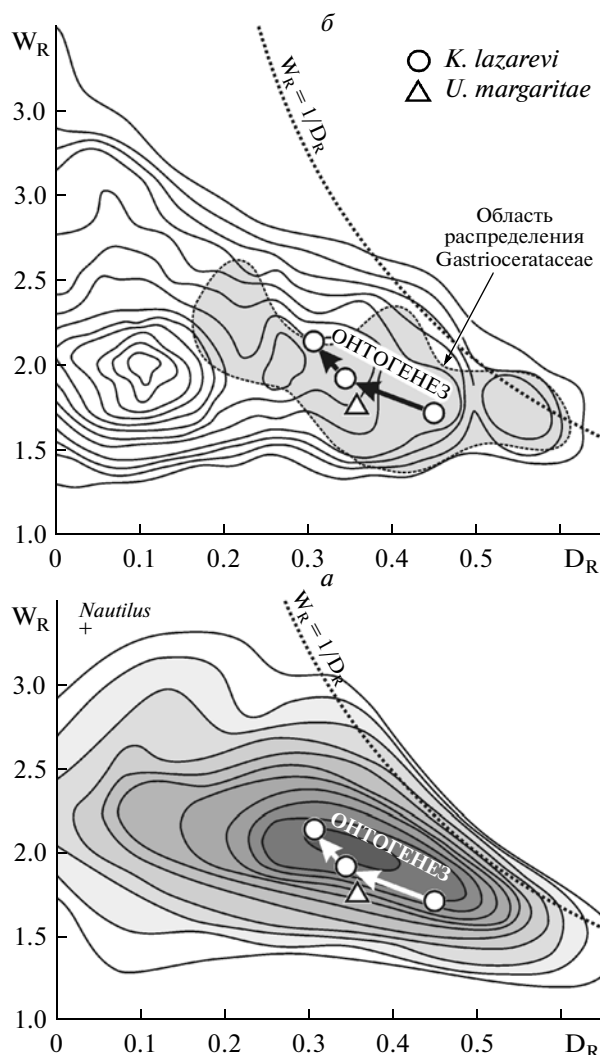 б
W_R
K. lazarevi
U. margaritae
W_R = 1/D_R
3.0
3.0
Область
распределения
Gastriocerataceae
2.5
2.0
ОНТОГЕНЕЗ
1.5
1.0
0 0.1 0.2 0.3 0.4 0.5 D_R
а
W_R
Nautilus
+
W_R = 1/D_R
3.0
2.5
ОНТОГЕНЕЗ
2.0
1.5
1.0
0 0.1 0.2 0.3 0.4 0.5 D_R